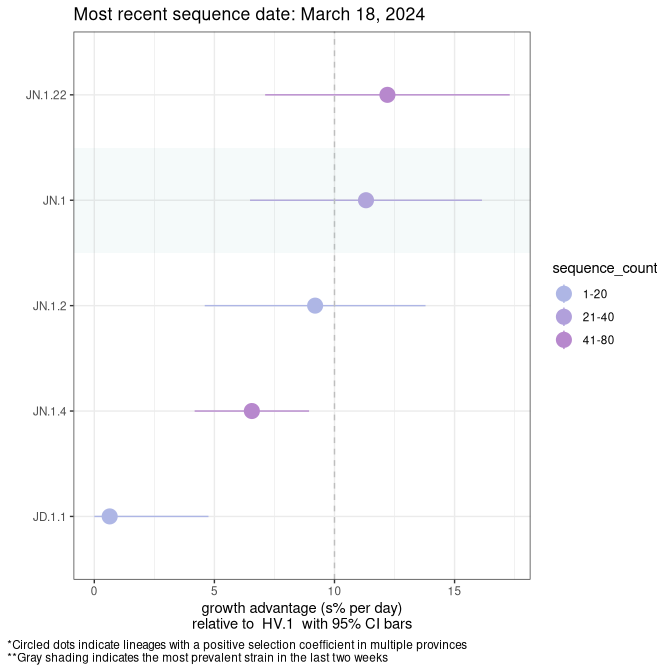 Most recent sequence date: March 18, 2024
JN.1.22
JN.1
JN.1.2
JN.1.4
JD.1.1
0 5 10 15
growth advantage (s% per day)
relative to HV.1 with 95% CI bars
sequence_count
1-20
21-40
41-80
*Circled dots indicate lineages with a positive selection coefficient in multiple provinces
**Gray shading indicates the most prevalent strain in the last two weeks